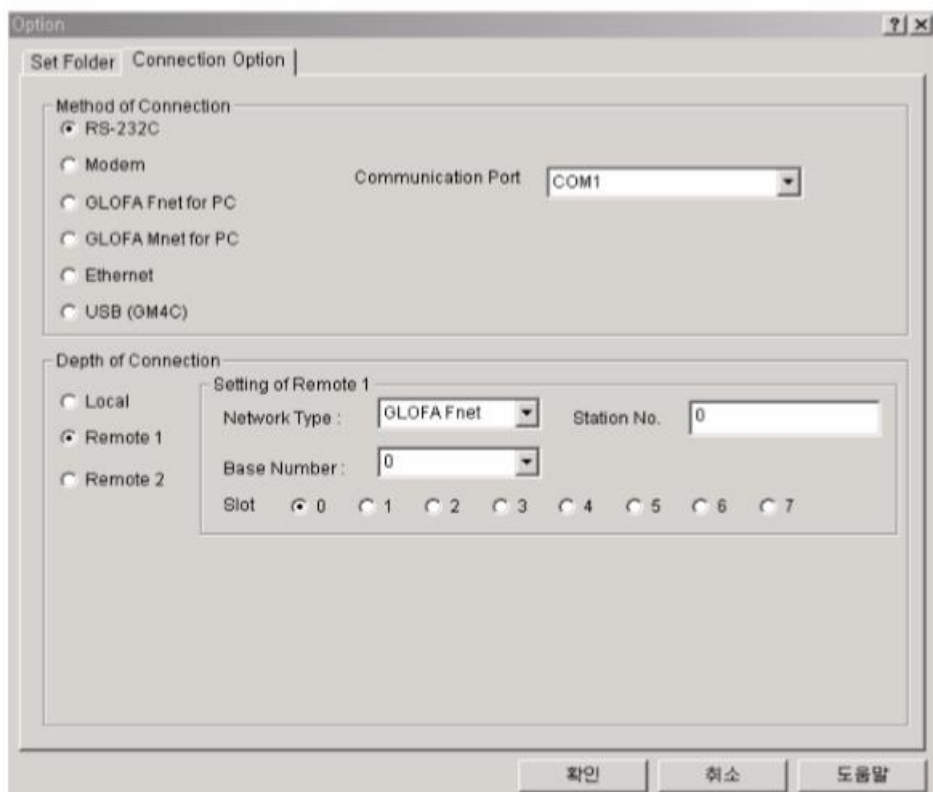 Option
Set Folder Connection Option
Method of Connection
RS-232C
Modem
Communication Port COM1
GLOFA Fnet for PC
GLOFA Mnet for PC
Ethernet
USB (GM4C)
Depth of Connection
Local
Remote 1
Remote 2
Setting of Remote 1
Network Type : GLOFA Fnet Station No. 0
Base Number : 0
Slot 0 1 2 3 4 5 6 7
확인 취소 도움말